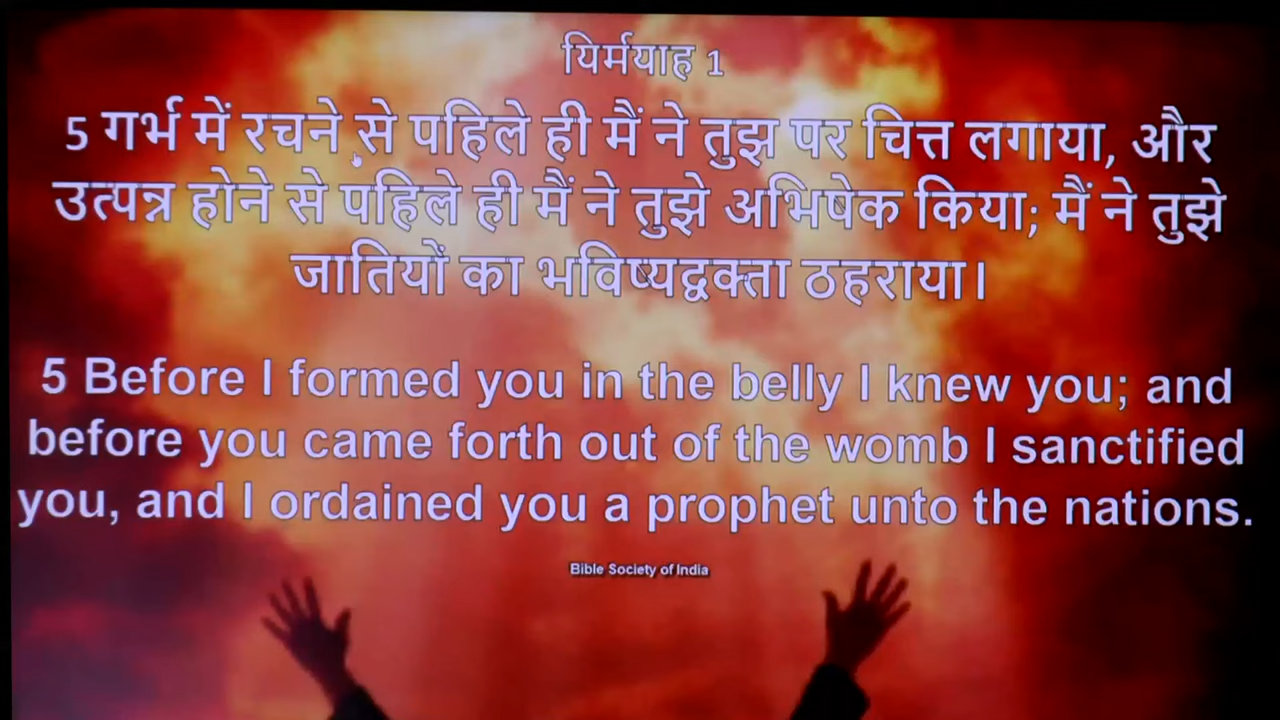 यिर्मयाह 1
5 गर्भ में रचने से पहिले ही मैं ने तुझ पर चित्त लगाया, और
उत्पन्न होने से पहिले ही मैं ने तुझे अभिषेक किया; मैं ने तुझे
जातियों का भविष्यद्वक्ता ठहराया।
5 Before I formed you in the belly I knew you; and
before you came forth out of the womb I sanctified
you, and I ordained you a prophet unto the nations.
Bible Society of India